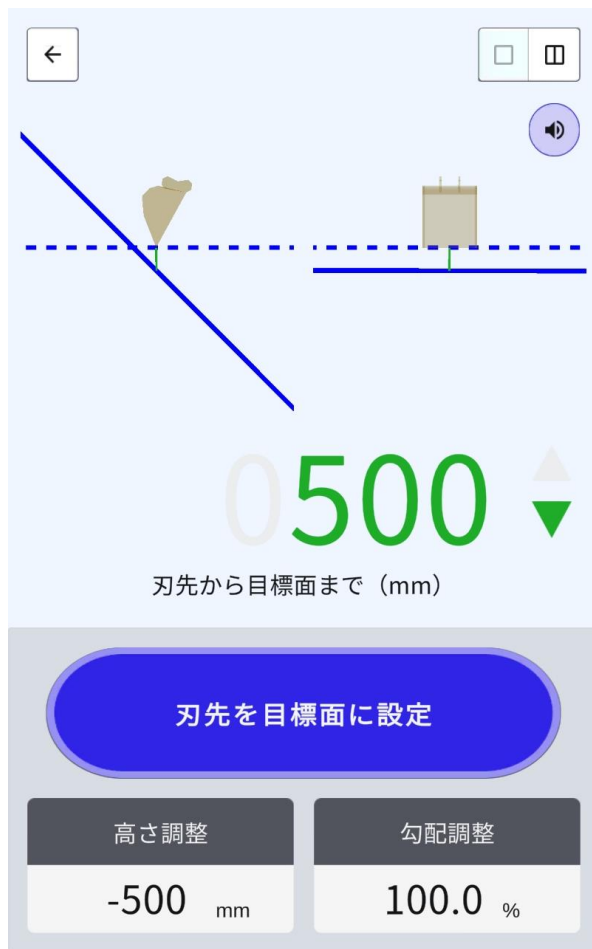 0500
刃先から目標面まで（mm）
刃先を目標面に設定
高さ調整
-500 mm
勾配調整
100.0 %